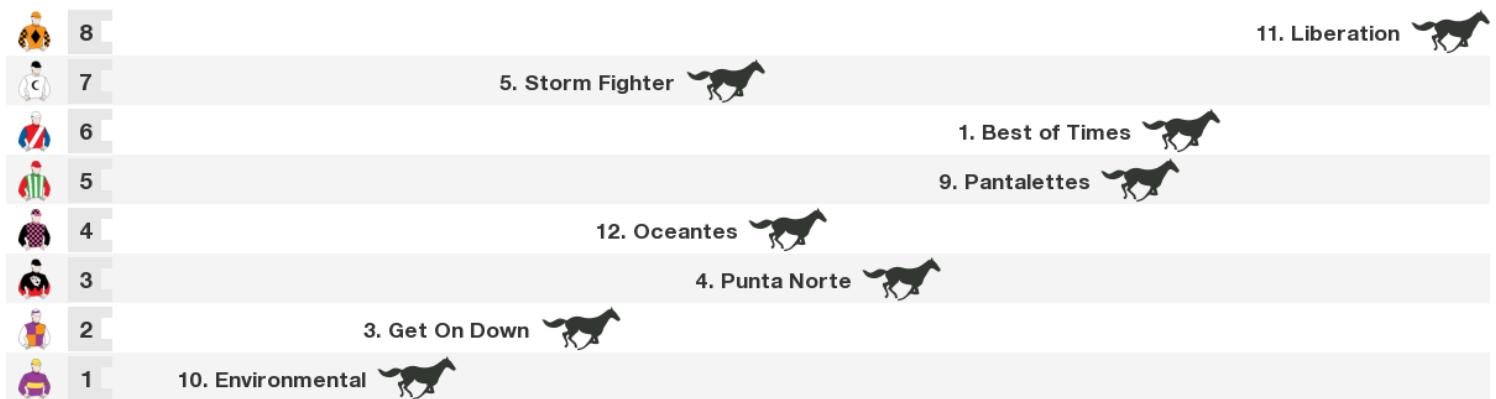 8 11. Liberation
7 5. Storm Fighter
6 1. Best of Times
5 9. Pantalettes
4 12. Oceantes
3 4. Punta Norte
2 3. Get On Down
1 10. Environmental